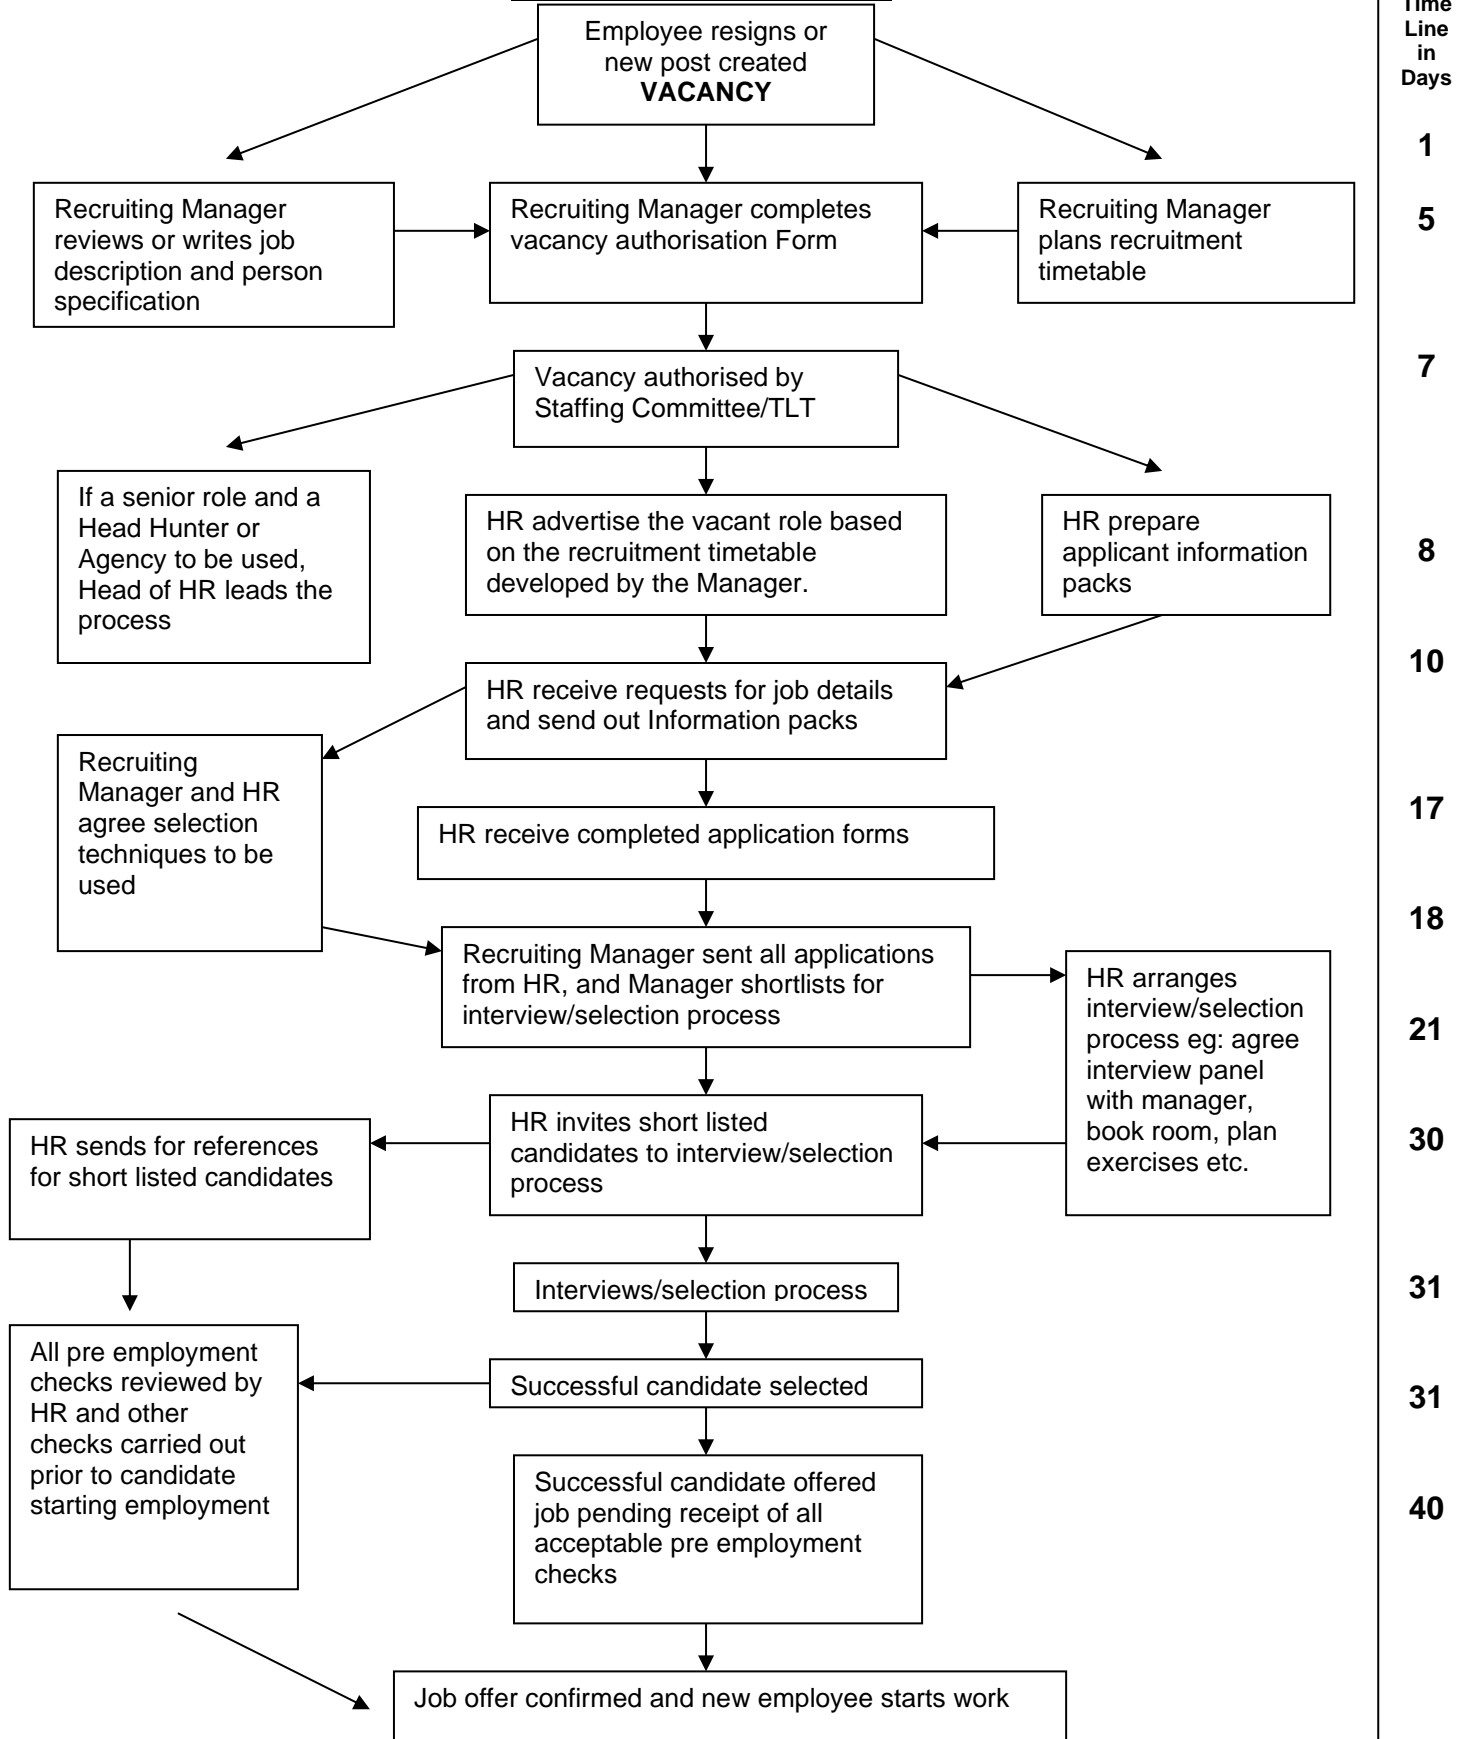 Time
Line
in
Days
Employee resigns or
new post created
VACANCY
1
Recruiting Manager
reviews or writes job
description and person
specification
Recruiting Manager completes
vacancy authorisation Form
Recruiting Manager
plans recruitment
timetable
5
Vacancy authorised by
Staffing Committee/TLT
7
If a senior role and a
Head Hunter or
Agency to be used,
Head of HR leads the
process
HR advertise the vacant role based
on the recruitment timetable
developed by the Manager.
HR prepare
applicant information
packs
8
HR receive requests for job details
and send out Information packs
10
Recruiting
Manager and HR
agree selection
techniques to be
used
HR receive completed application forms
17
Recruiting Manager sent all applications
from HR, and Manager shortlists for
interview/selection process
18
HR arranges
interview/selection
process eg: agree
interview panel
with manager,
book room, plan
exercises etc.
21
HR sends for references
for short listed candidates
HR invites short listed
candidates to interview/selection
process
30
Interviews/selection process
31
All pre employment
checks reviewed by
HR and other
checks carried out
prior to candidate
starting employment
Successful candidate selected
31
Successful candidate offered
job pending receipt of all
acceptable pre employment
checks
40
Job offer confirmed and new employee starts work